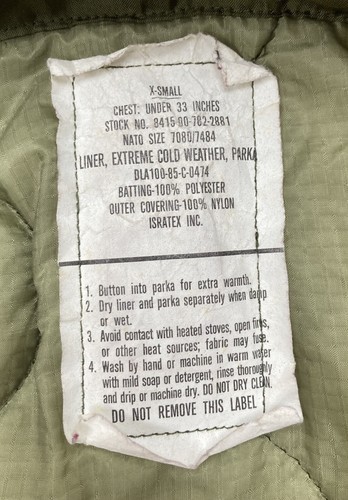 X-SMALL
CHEST: UNDER 33 INCHES
STOCK NO. 8415-00-782-2881
NATO SIZE 7080/7484
LINER, EXTREME COLD WEATHER, PARKA
DLA100-85-C-0474
BATTING-100% POLYESTER
OUTER COVERING-100% NYLON
ISRATEX INC.
1. Button into parka for extra warmth.
2. Dry liner and parka separately when damp
or wet.
3. Avoid contact with heated stoves, open fires,
or other heat sources; fabric may fuse.
4. Wash by hand or machine in warm water
with mild soap or detergent, rinse thoroughly
and drip or machine dry. DO NOT DRY CLEAN.
DO NOT REMOVE THIS LABEL